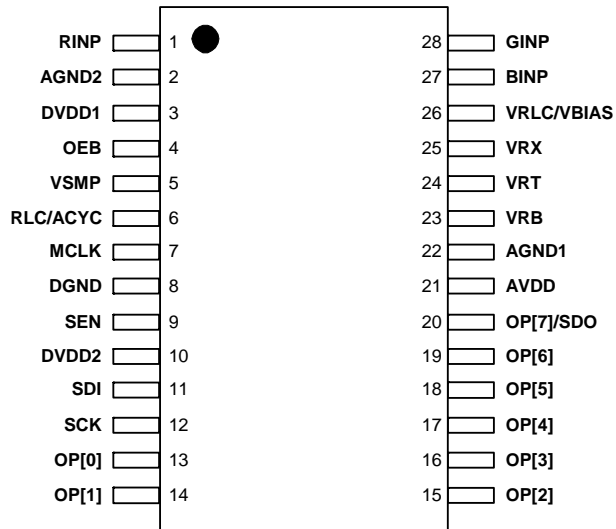 RINP 1 28 GINP
AGND2 2 27 BINP
DVDD1 3 26 VRLC/VBIAS
OEB 4 25 VRX
VSMP 5 24 VRT
RLC/ACYC 6 23 VRB
MCLK 7 22 AGND1
DGND 8 21 AVDD
SEN 9 20 OP[7]/SDO
DVDD2 10 19 OP[6]
SDI 11 18 OP[5]
SCK 12 17 OP[4]
OP[0] 13 16 OP[3]
OP[1] 14 15 OP[2]